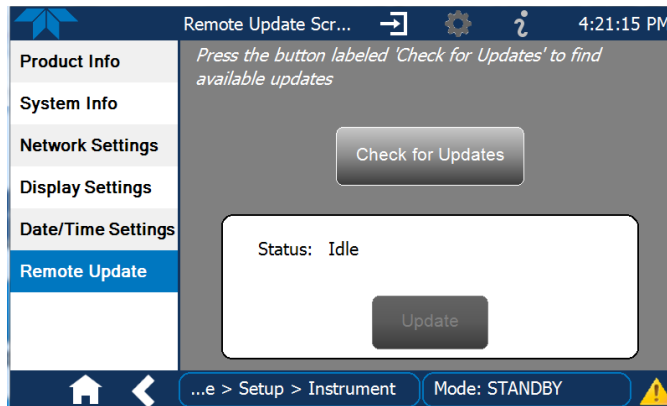 Remote Update Scr...
4:21:15 PM
Product Info
System Info
Network Settings
Display Settings
Date/Time Settings
Remote Update
Press the button labeled 'Check for Updates' to find
available updates
Check for Updates
Status: Idle
Update
...e > Setup > Instrument
Mode: STANDBY